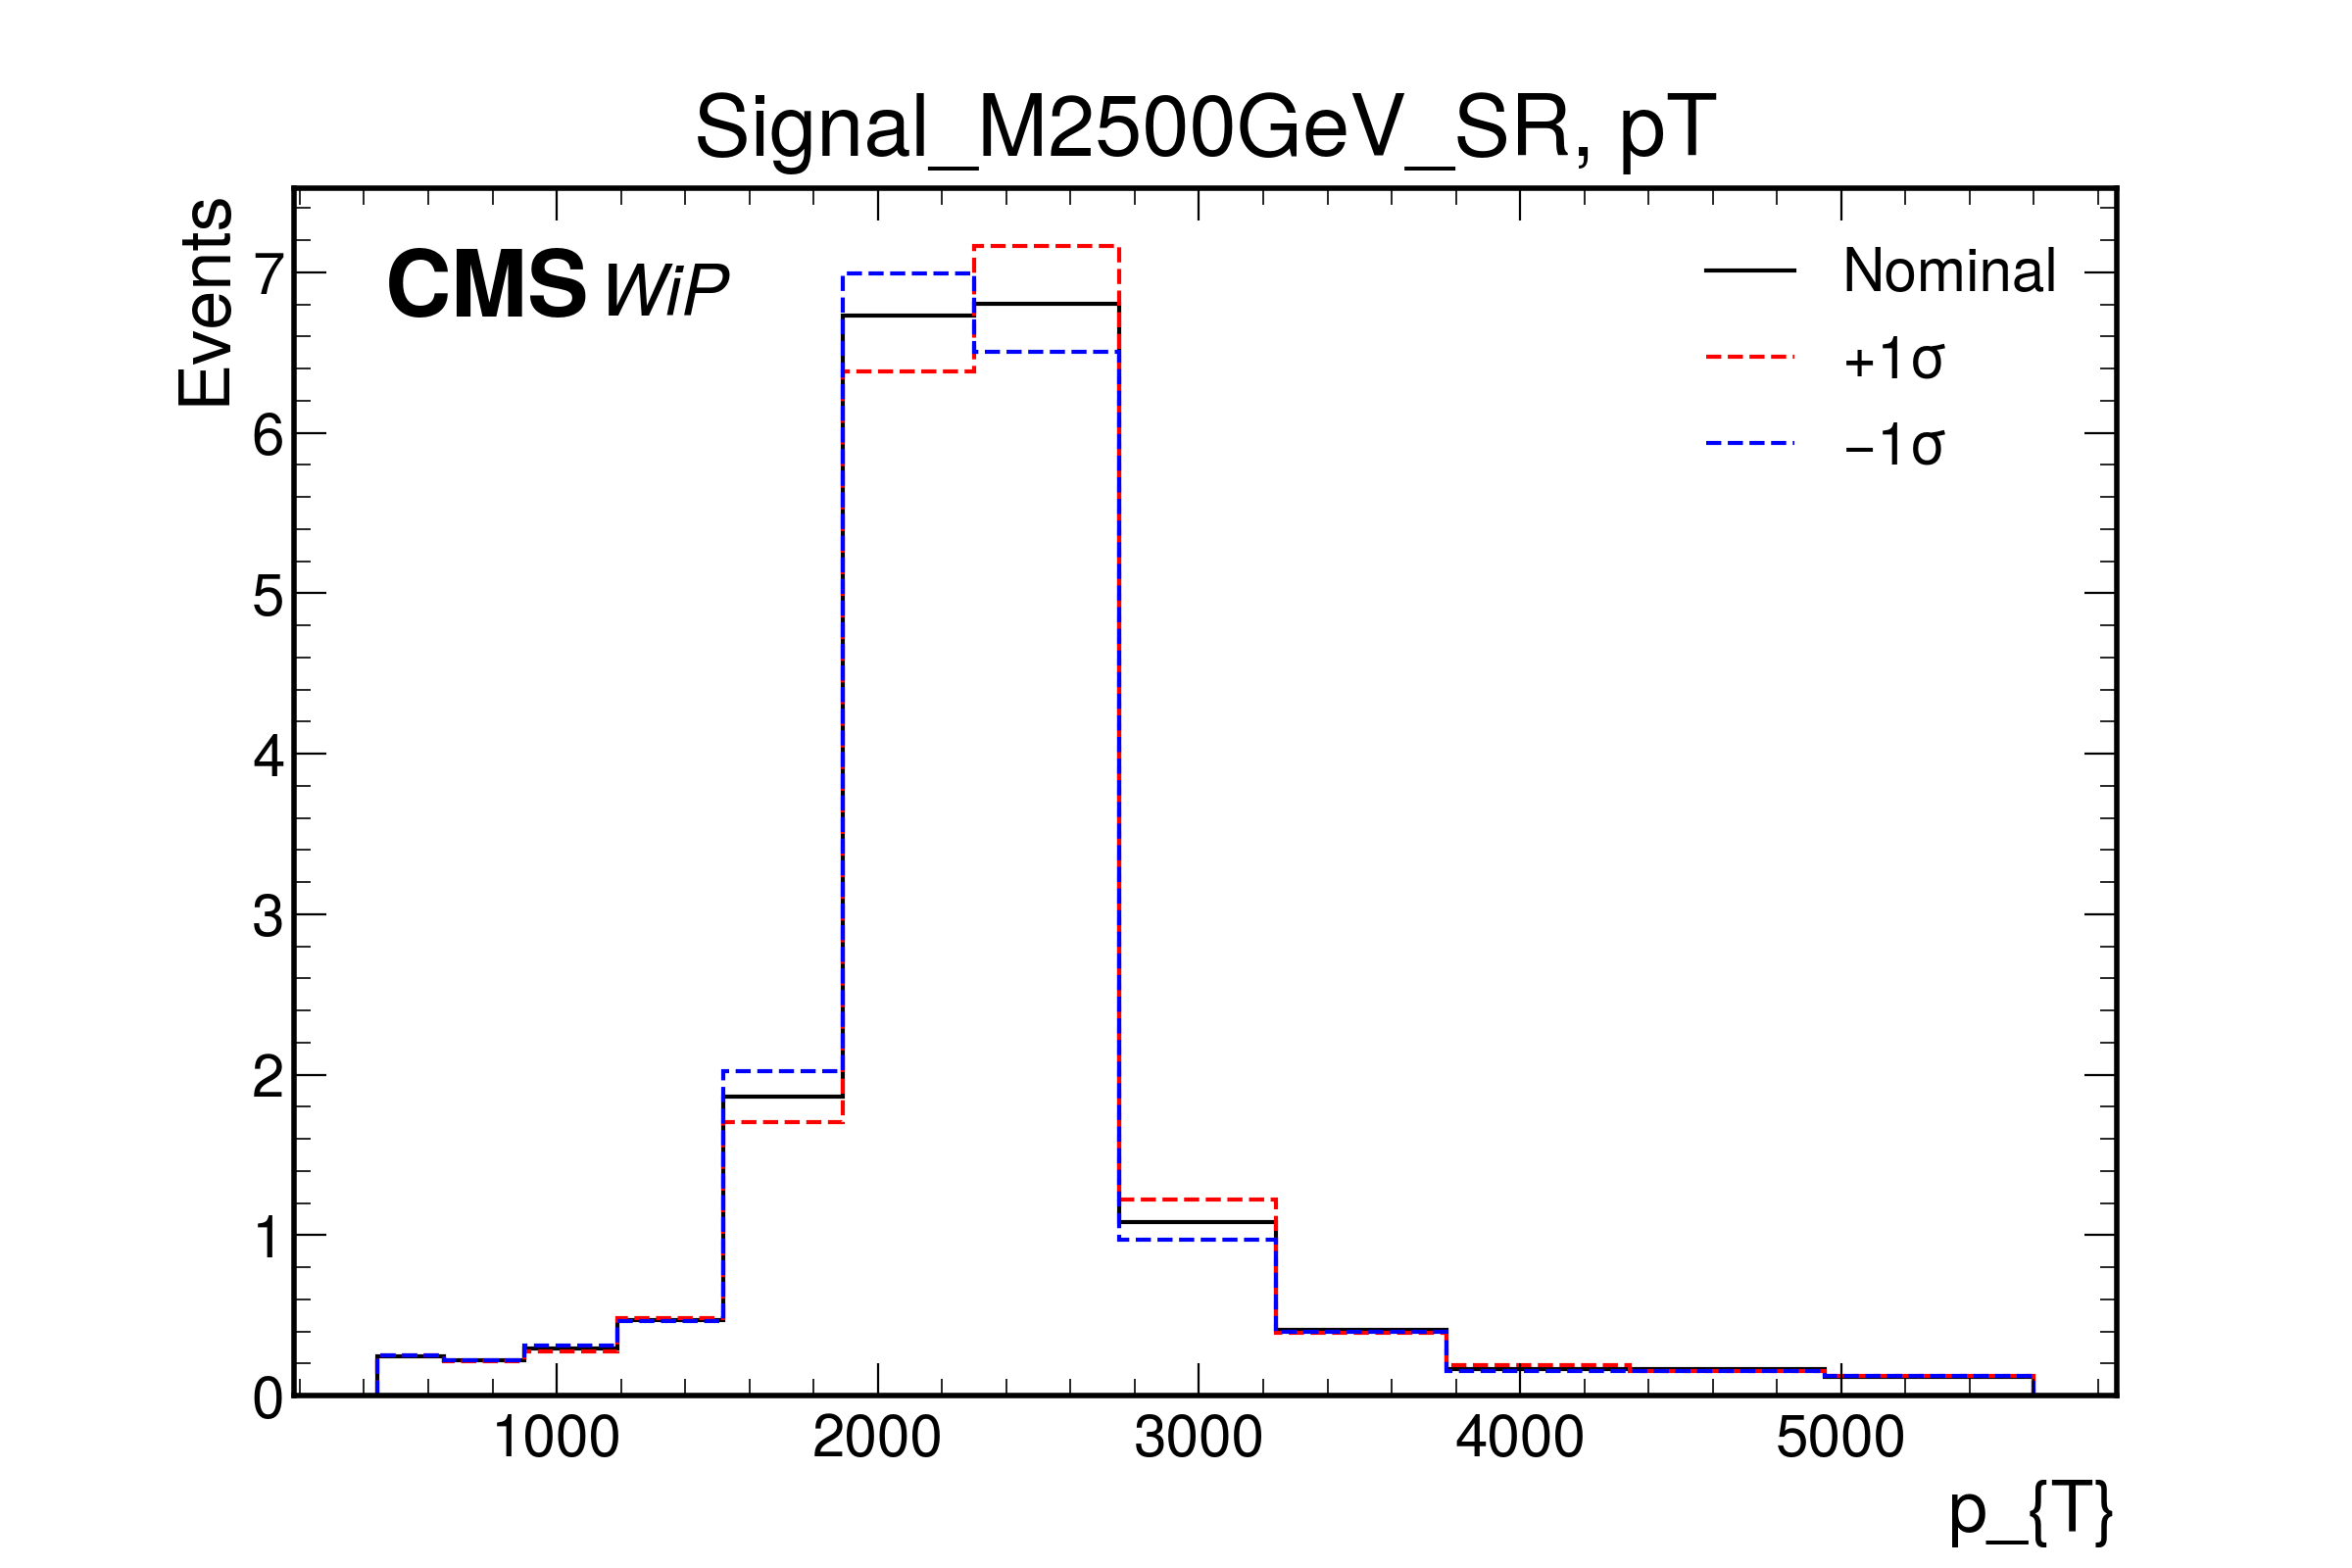 Signal_M2500GeV_SR, pT
Events
CMS WiP
Nominal
+1σ
−1σ
7
6
5
4
3
2
1
0
1000 2000 3000 4000 5000
p_{T}